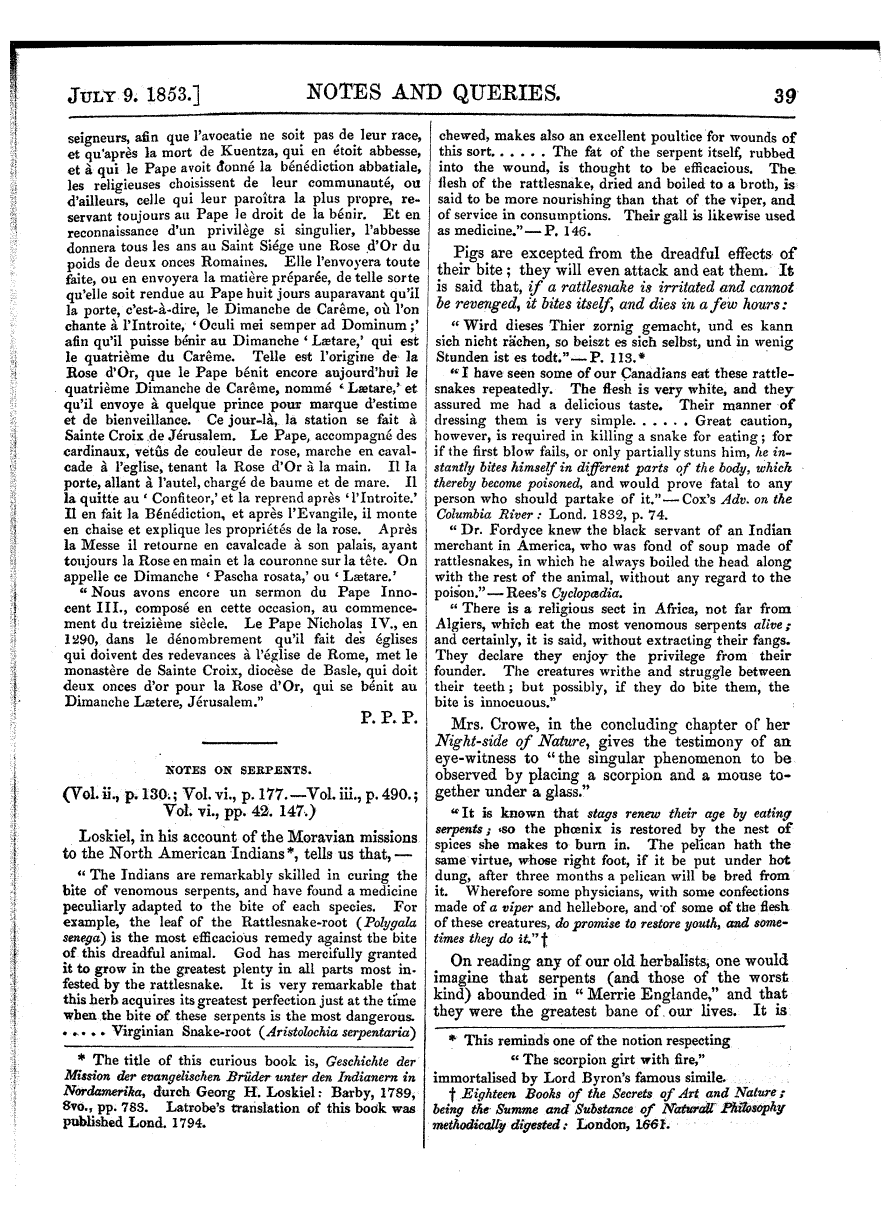 JULY 9. 1853.] NOTES AND QUERIES. 39
seigneurs, afin que l'avocatie ne soit pas de leur race,
et qu'après la mort de Kuentza, qui en étoit abbesse,
et à qui le Pape avoit donné la bénédiction abbatiale,
les religieuses choisissent de leur communauté, ou
d'ailleurs, celle qui leur paroîtra la plus propre, re-
servant toujours au Pape le droit de la bénir. Et en
reconnaissance d'un privilège si singulier, l'abbesse
donnera tous les ans au Saint Siége une Rose d'Or du
poids de deux onces Romaines. Elle l'envoyera toute
faite, ou en envoyera la matière préparée, de telle sorte
qu'elle soit rendue au Pape huit jours auparavant qu'il
la porte, c'est-à-dire, le Dimanche de Carême, où l'on
chante à l'Introite, ‘Oculi mei semper ad Dominum;’
afin qu'il puisse bénir au Dimanche ‘Lætare,’ qui est
le quatrième du Carême. Telle est l'origine de la
Rose d'Or, que le Pape bénit encore aujourd'hui le
quatrième Dimanche de Carême, nommé ‘Lætare,’ et
qu'il envoye à quelque prince pour marque d'estime
et de bienveillance. Ce jour-là, la station se fait à
Sainte Croix de Jérusalem. Le Pape, accompagné des
cardinaux, vetûs de couleur de rose, marche en caval-
cade à l'eglise, tenant la Rose d'Or à la main. Il la
porte, allant à l'autel, chargé de baume et de mare. Il
la quitte au ‘Confiteor,’ et la reprend après ‘l'Introite.’
Il en fait la Bénédiction, et après l'Evangile, il monte
en chaise et explique les propriétés de la rose. Après
la Messe il retourne en cavalcade à son palais, ayant
toujours la Rose en main et la couronne sur la tête. On
appelle ce Dimanche ‘Pascha rosata,’ ou ‘Lætare.’
“Nous avons encore un sermon du Pape Inno-
cent III., composé en cette occasion, au commence-
ment du treizième siècle. Le Pape Nicholas IV., en
1290, dans le dénombrement qu'il fait des églises
qui doivent des redevances à l'église de Rome, met le
monastère de Sainte Croix, diocèse de Basle, qui doit
deux onces d'or pour la Rose d'Or, qui se bénit au
Dimanche Lætere, Jérusalem.”
P. P. P.
NOTES ON SERPENTS.
(Vol. ii., p. 130.; Vol. vi., p. 177.—Vol. iii., p. 490.;
Vol. vi., pp. 42. 147.)
Loskiel, in his account of the Moravian missions
to the North American Indians*, tells us that,—
“The Indians are remarkably skilled in curing the
bite of venomous serpents, and have found a medicine
peculiarly adapted to the bite of each species. For
example, the leaf of the Rattlesnake-root (Polygala
senega) is the most efficacious remedy against the bite
of this dreadful animal. God has mercifully granted
it to grow in the greatest plenty in all parts most in-
fested by the rattlesnake. It is very remarkable that
this herb acquires its greatest perfection just at the time
when the bite of these serpents is the most dangerous.
. . . . . Virginian Snake-root (Aristolochia serpentaria)
* The title of this curious book is, Geschichte der
Mission der evangelischen Brüder unter den Indianern in
Nordamerika, durch Georg H. Loskiel: Barby, 1789,
8vo., pp. 783. Latrobe's translation of this book was
published Lond. 1794.
chewed, makes also an excellent poultice for wounds of
this sort. . . . . . The fat of the serpent itself, rubbed
into the wound, is thought to be efficacious. The
flesh of the rattlesnake, dried and boiled to a broth, is
said to be more nourishing than that of the viper, and
of service in consumptions. Their gall is likewise used
as medicine.”—P. 146.
Pigs are excepted from the dreadful effects of
their bite; they will even attack and eat them. It
is said that, if a rattlesnake is irritated and cannot
be revenged, it bites itself, and dies in a few hours:
“Wird dieses Thier zornig gemacht, und es kann
sich nicht rächen, so beiszt es sich selbst, und in wenig
Stunden ist es todt.”—P. 113.*
“I have seen some of our Canadians eat these rattle-
snakes repeatedly. The flesh is very white, and they
assured me had a delicious taste. Their manner of
dressing them is very simple. . . . . . Great caution,
however, is required in killing a snake for eating; for
if the first blow fails, or only partially stuns him, he in-
stantly bites himself in different parts of the body, which
thereby become poisoned, and would prove fatal to any
person who should partake of it.”—Cox's Adv. on the
Columbia River: Lond. 1832, p. 74.
“Dr. Fordyce knew the black servant of an Indian
merchant in America, who was fond of soup made of
rattlesnakes, in which he always boiled the head along
with the rest of the animal, without any regard to the
poison.”—Rees's Cyclopædia.
“There is a religious sect in Africa, not far from
Algiers, which eat the most venomous serpents alive;
and certainly, it is said, without extracting their fangs.
They declare they enjoy the privilege from their
founder. The creatures writhe and struggle between
their teeth; but possibly, if they do bite them, the
bite is innocuous.”
Mrs. Crowe, in the concluding chapter of her
Night-side of Nature, gives the testimony of an
eye-witness to “the singular phenomenon to be
observed by placing a scorpion and a mouse to-
gether under a glass.”
“It is known that stags renew their age by eating
serpents; so the phœnix is restored by the nest of
spices she makes to burn in. The pelican hath the
same virtue, whose right foot, if it be put under hot
dung, after three months a pelican will be bred from
it. Wherefore some physicians, with some confections
made of a viper and hellebore, and of some of the flesh
of these creatures, do promise to restore youth, and some-
times they do it.”†
On reading any of our old herbalists, one would
imagine that serpents (and those of the worst
kind) abounded in “Merrie Englande,” and that
they were the greatest bane of our lives. It is
* This reminds one of the notion respecting
“The scorpion girt with fire,”
immortalised by Lord Byron's famous simile.
† Eighteen Books of the Secrets of Art and Nature;
being the Summe and Substance of Naturall Philosophy
methodically digested: London, 1661.